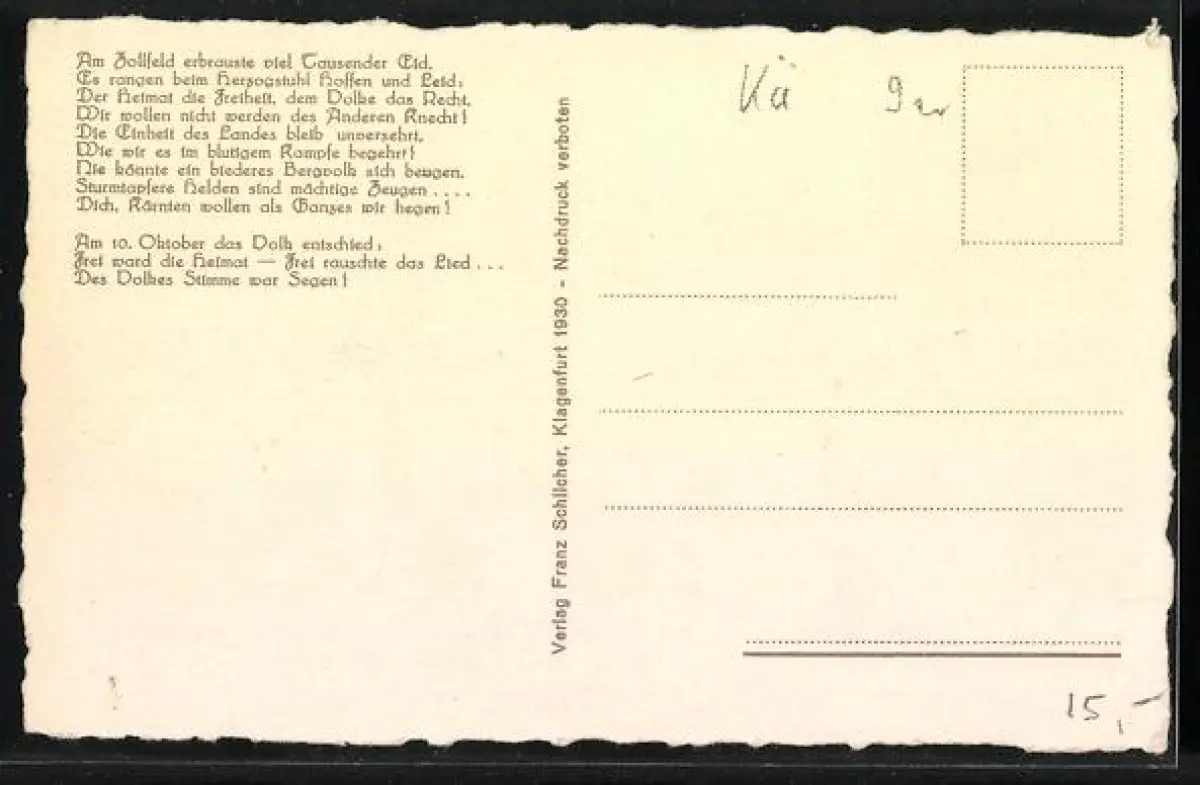 Am Zollfeld erbrauste viel Tausender Eid.
Es rangen beim Herzogstuhl Hoffen und Leid:
Der Heimat die Freiheit, dem Volke das Recht.
Wir wollen nicht werden des Anderen Knecht!
Die Einheit des Landes bleib unversehrt,
Wie wir es im blutigem Kampfe begehrt!
Nie könnte ein biederes Bergvolk sich beugen.
Sturmtapfere Helden sind mächtige Zeugen ....
Dich, Kärnten wollen als Ganzes wir hegen!
Am 10. Oktober das Volk entschied:
Frei ward die Heimat — Frei rauschte das Lied ...
Des Volkes Stimme war Segen!
Verlag Franz Schilcher, Klagenfurt 1930 - Nachdruck verboten
Kä
15,-